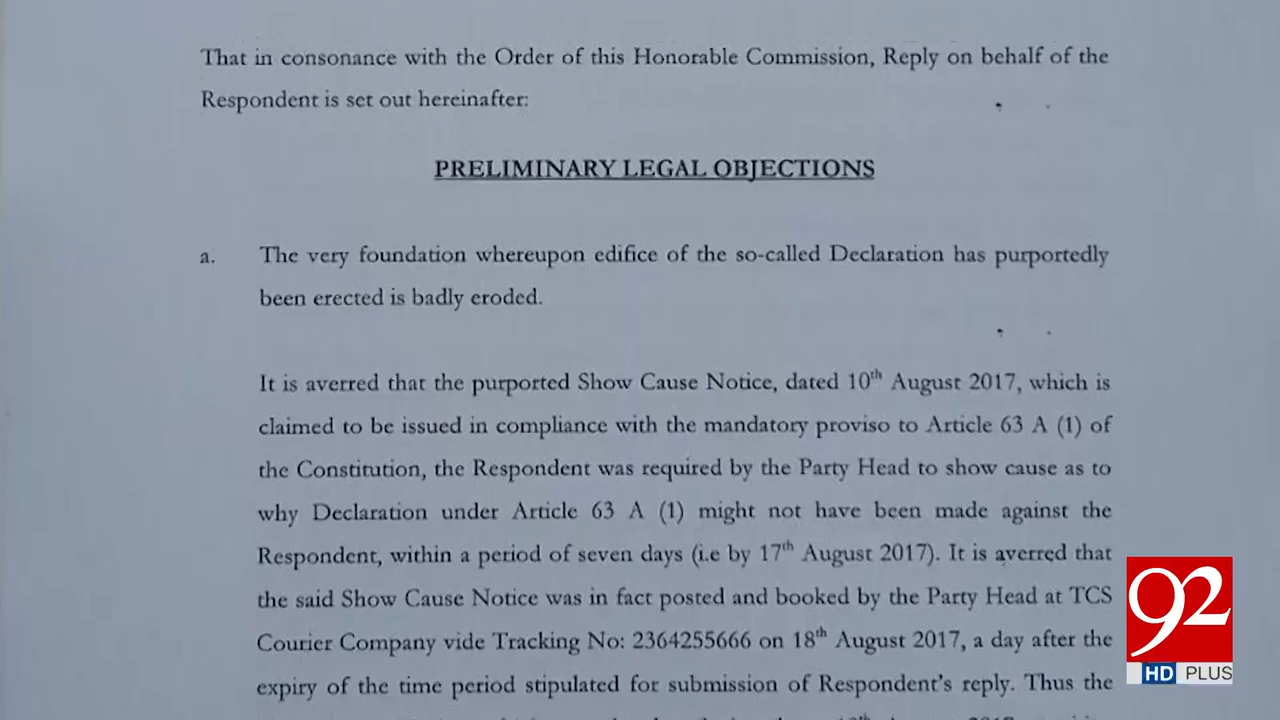 That in consonance with the Order of this Honorable Commission, Reply on behalf of the
Respondent is set out hereinafter:
PRELIMINARY LEGAL OBJECTIONS
a. The very foundation whereupon edifice of the so-called Declaration has purportedly
been erected is badly eroded.
It is averred that the purported Show Cause Notice, dated 10th August 2017, which is
claimed to be issued in compliance with the mandatory proviso to Article 63 A (1) of
the Constitution, the Respondent was required by the Party Head to show cause as to
why Declaration under Article 63 A (1) might not have been made against the
Respondent, within a period of seven days (i.e by 17th August 2017). It is averred that
the said Show Cause Notice was in fact posted and booked by the Party Head at TCS
Courier Company vide Tracking No: 2364255666 on 18th August 2017, a day after the
expiry of the time period stipulated for submission of Respondent's reply. Thus the
92
HD PLUS